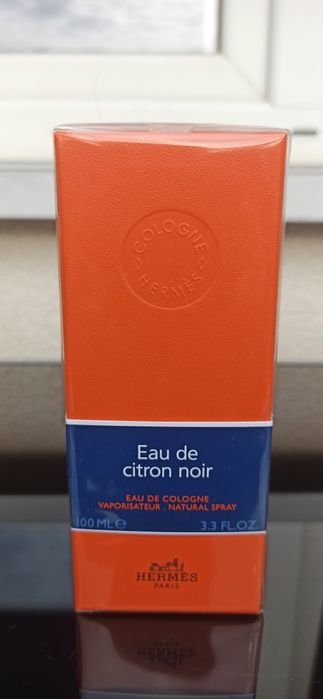 COLOGNE
HERMÈS
Eau de
citron noir
EAU DE COLOGNE
VAPORISATEUR . NATURAL SPRAY
100 ML℮ 3.3 FL.OZ.
HERMÈS
PARIS